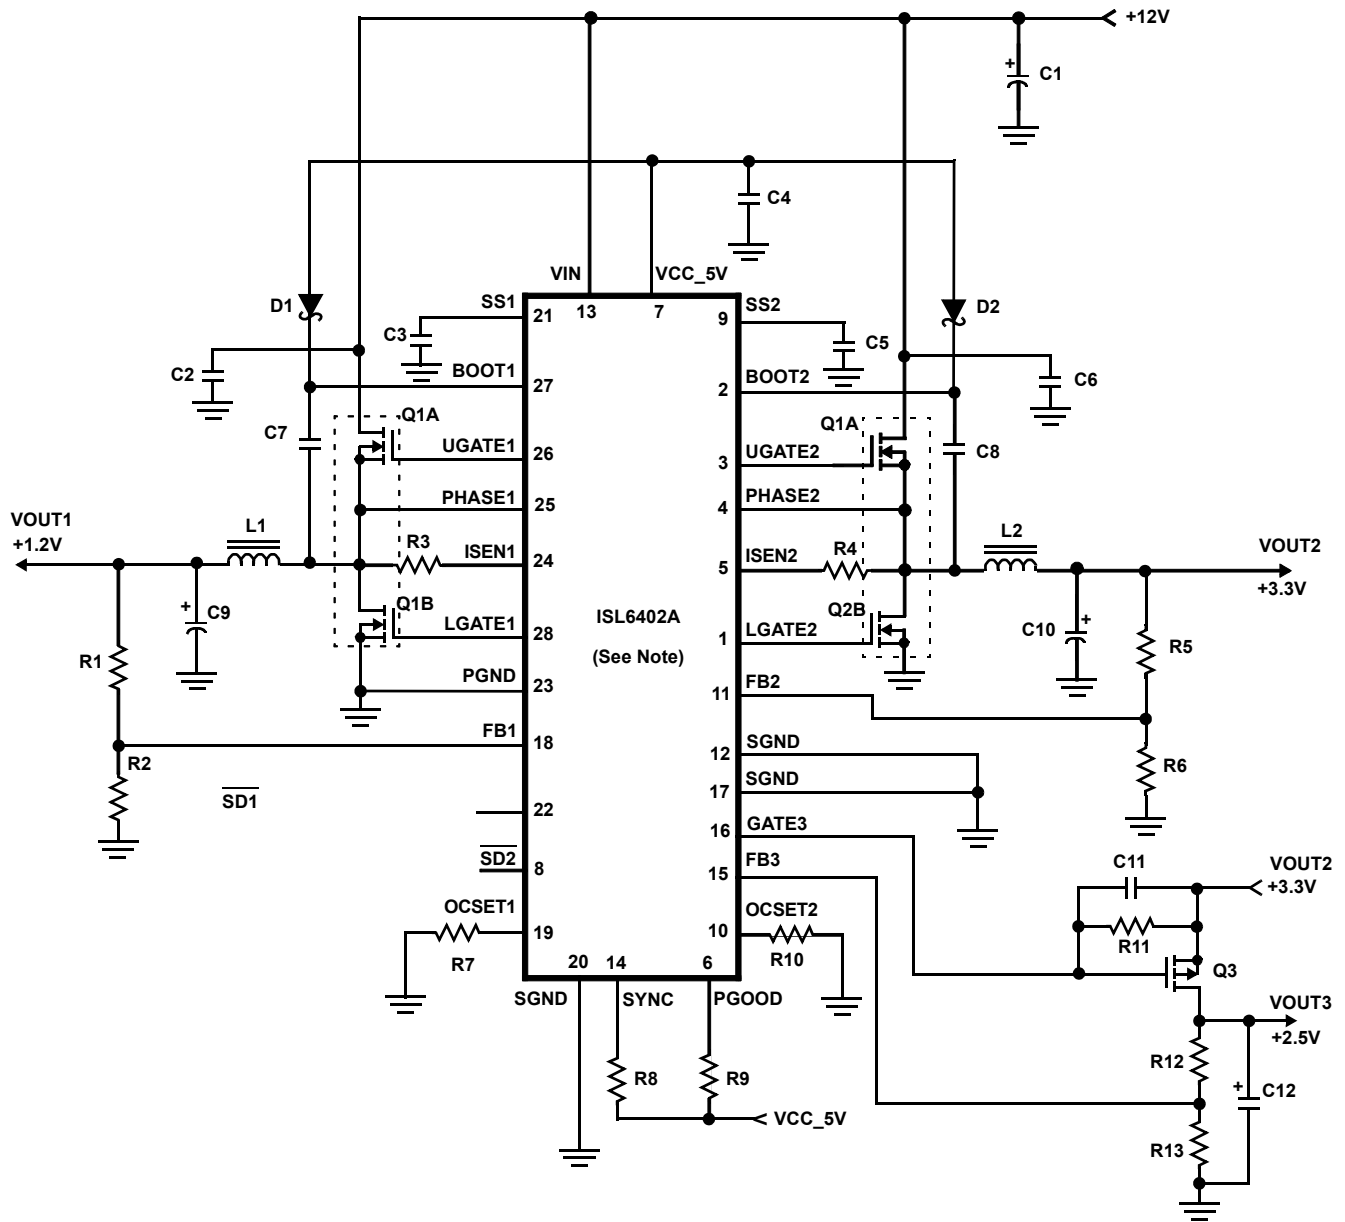 +12V
C1
C4
VIN
VCC_5V
D1
SS1
21
13
7
9
SS2
D2
C3
C5
C2
BOOT1
27
2
BOOT2
C6
Q1A
Q1A
C7
UGATE1
26
3
UGATE2
C8
PHASE1
25
4
PHASE2
VOUT1
+1.2V
L1
R3
ISEN1
24
5
ISEN2
R4
L2
VOUT2
+3.3V
C9
Q1B
LGATE1
28
ISL6402A
(See Note)
1
LGATE2
Q2B
C10
R5
R1
PGND
23
11
FB2
FB1
18
12
SGND
R2
R6
SD1
17
SGND
22
16
GATE3
SD2
8
15
FB3
C11
VOUT2
+3.3V
OCSET1
19
10
OCSET2
R7
R10
R11
20
14
6
Q3
SGND
SYNC
PGOOD
VOUT3
+2.5V
R8
R9
R12
C12
VCC_5V
R13
+
+
+
+